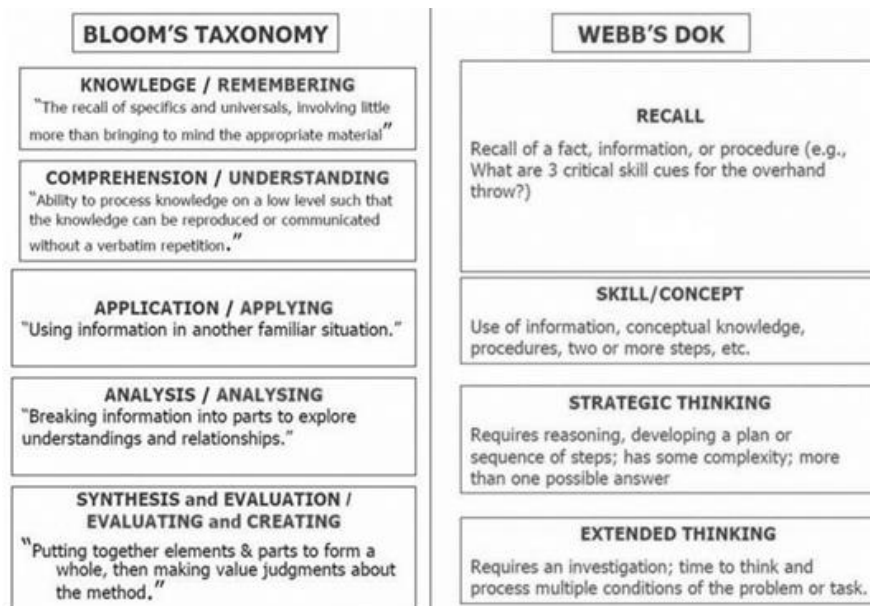 BLOOM'S TAXONOMY
KNOWLEDGE / REMEMBERING
"The recall of specifics and universals, involving little
more than bringing to mind the appropriate material"
COMPREHENSION / UNDERSTANDING
"Ability to process knowledge on a low level such that
the knowledge can be reproduced or communicated
without a verbatim repetition."
APPLICATION / APPLYING
"Using information in another familiar situation."
ANALYSIS / ANALYSING
"Breaking information into parts to explore
understandings and relationships."
SYNTHESIS and EVALUATION /
EVALUATING and CREATING
"Putting together elements & parts to form a
whole, then making value judgments about
the method."
WEBB'S DOK
RECALL
Recall of a fact, information, or procedure (e.g.,
What are 3 critical skill cues for the overhand
throw?)
SKILL/CONCEPT
Use of information, conceptual knowledge,
procedures, two or more steps, etc.
STRATEGIC THINKING
Requires reasoning, developing a plan or
sequence of steps; has some complexity; more
than one possible answer
EXTENDED THINKING
Requires an investigation; time to think and
process multiple conditions of the problem or task.